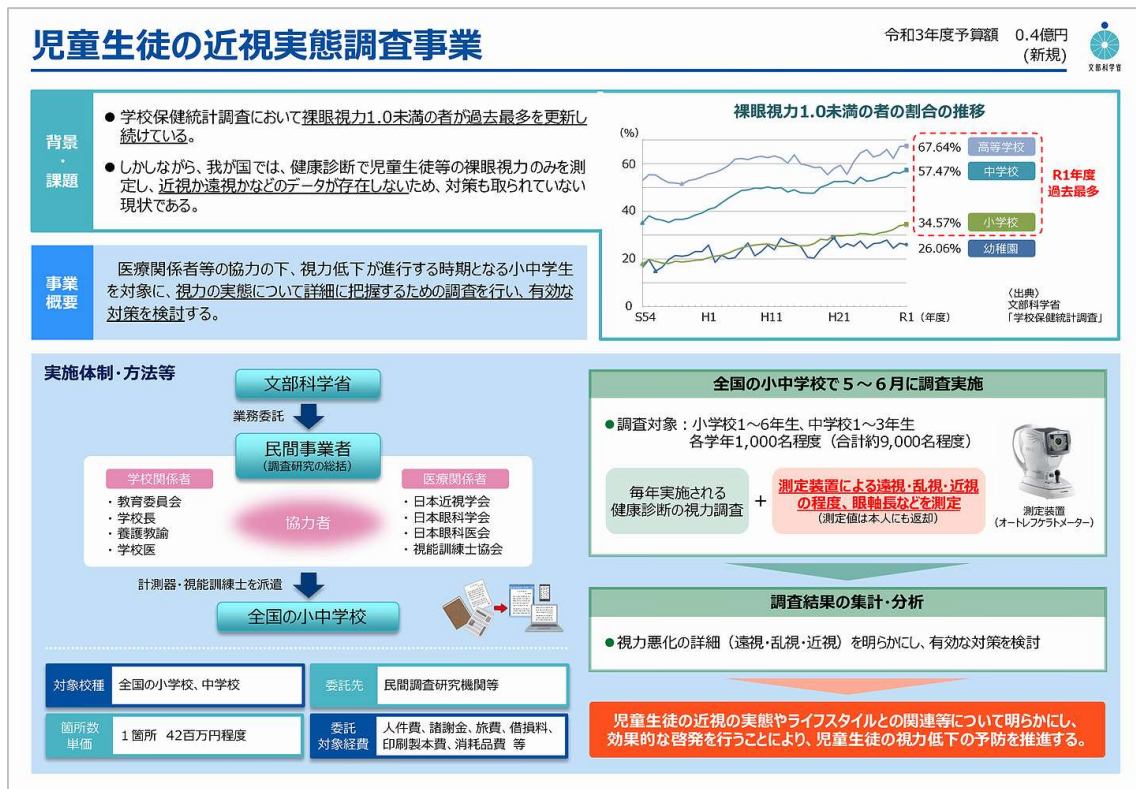 児童生徒の近視実態調査事業
令和3年度予算額 0.4億円
(新規)
文部科学省
背景
・
課題
● 学校保健統計調査において裸眼視力1.0未満の者が過去最多を更新し
続けている。
● しかしながら、我が国では、健康診断で児童生徒等の裸眼視力のみを測
定し、近視か遠視かなどのデータが存在しないため、対策も取られていない
現状である。
事業
概要
医療関係者等の協力の下、視力低下が進行する時期となる小中学生
を対象に、視力の実態について詳細に把握するための調査を行い、有効な
対策を検討する。
裸眼視力1.0未満の者の割合の推移
(%)
60
40
20
0
S54 H1 H11 H21 R1 (年度)
67.64% 高等学校
57.47% 中学校
34.57% 小学校
26.06% 幼稚園
R1年度
過去最多
〈出典〉
文部科学省
「学校保健統計調査」
実施体制・方法等
文部科学省
業務委託
民間事業者
(調査研究の総括)
学校関係者
・教育委員会
・学校長
・養護教諭
・学校医
協力者
医療関係者
・日本近視学会
・日本眼科学会
・日本眼科医会
・視能訓練士協会
計測器・視能訓練士を派遣
全国の小中学校
対象校種 全国の小学校、中学校
委託先 民間調査研究機関等
箇所数
単価
1箇所 42百万円程度
委託
対象経費
人件費、諸謝金、旅費、借損料、
印刷製本費、消耗品費 等
全国の小中学校で5~6月に調査実施
●調査対象:小学校1~6年生、中学校1~3年生
各学年1,000名程度(合計約9,000名程度)
毎年実施される
健康診断の視力調査
+
測定装置による遠視・乱視・近視
の程度、眼軸長などを測定
(測定値は本人にも返却)
測定装置
(オートレフケラトメーター)
調査結果の集計・分析
●視力悪化の詳細(遠視・乱視・近視)を明らかにし、有効な対策を検討
児童生徒の近視の実態やライフスタイルとの関連等について明らかにし、
効果的な啓発を行うことにより、児童生徒の視力低下の予防を推進する。